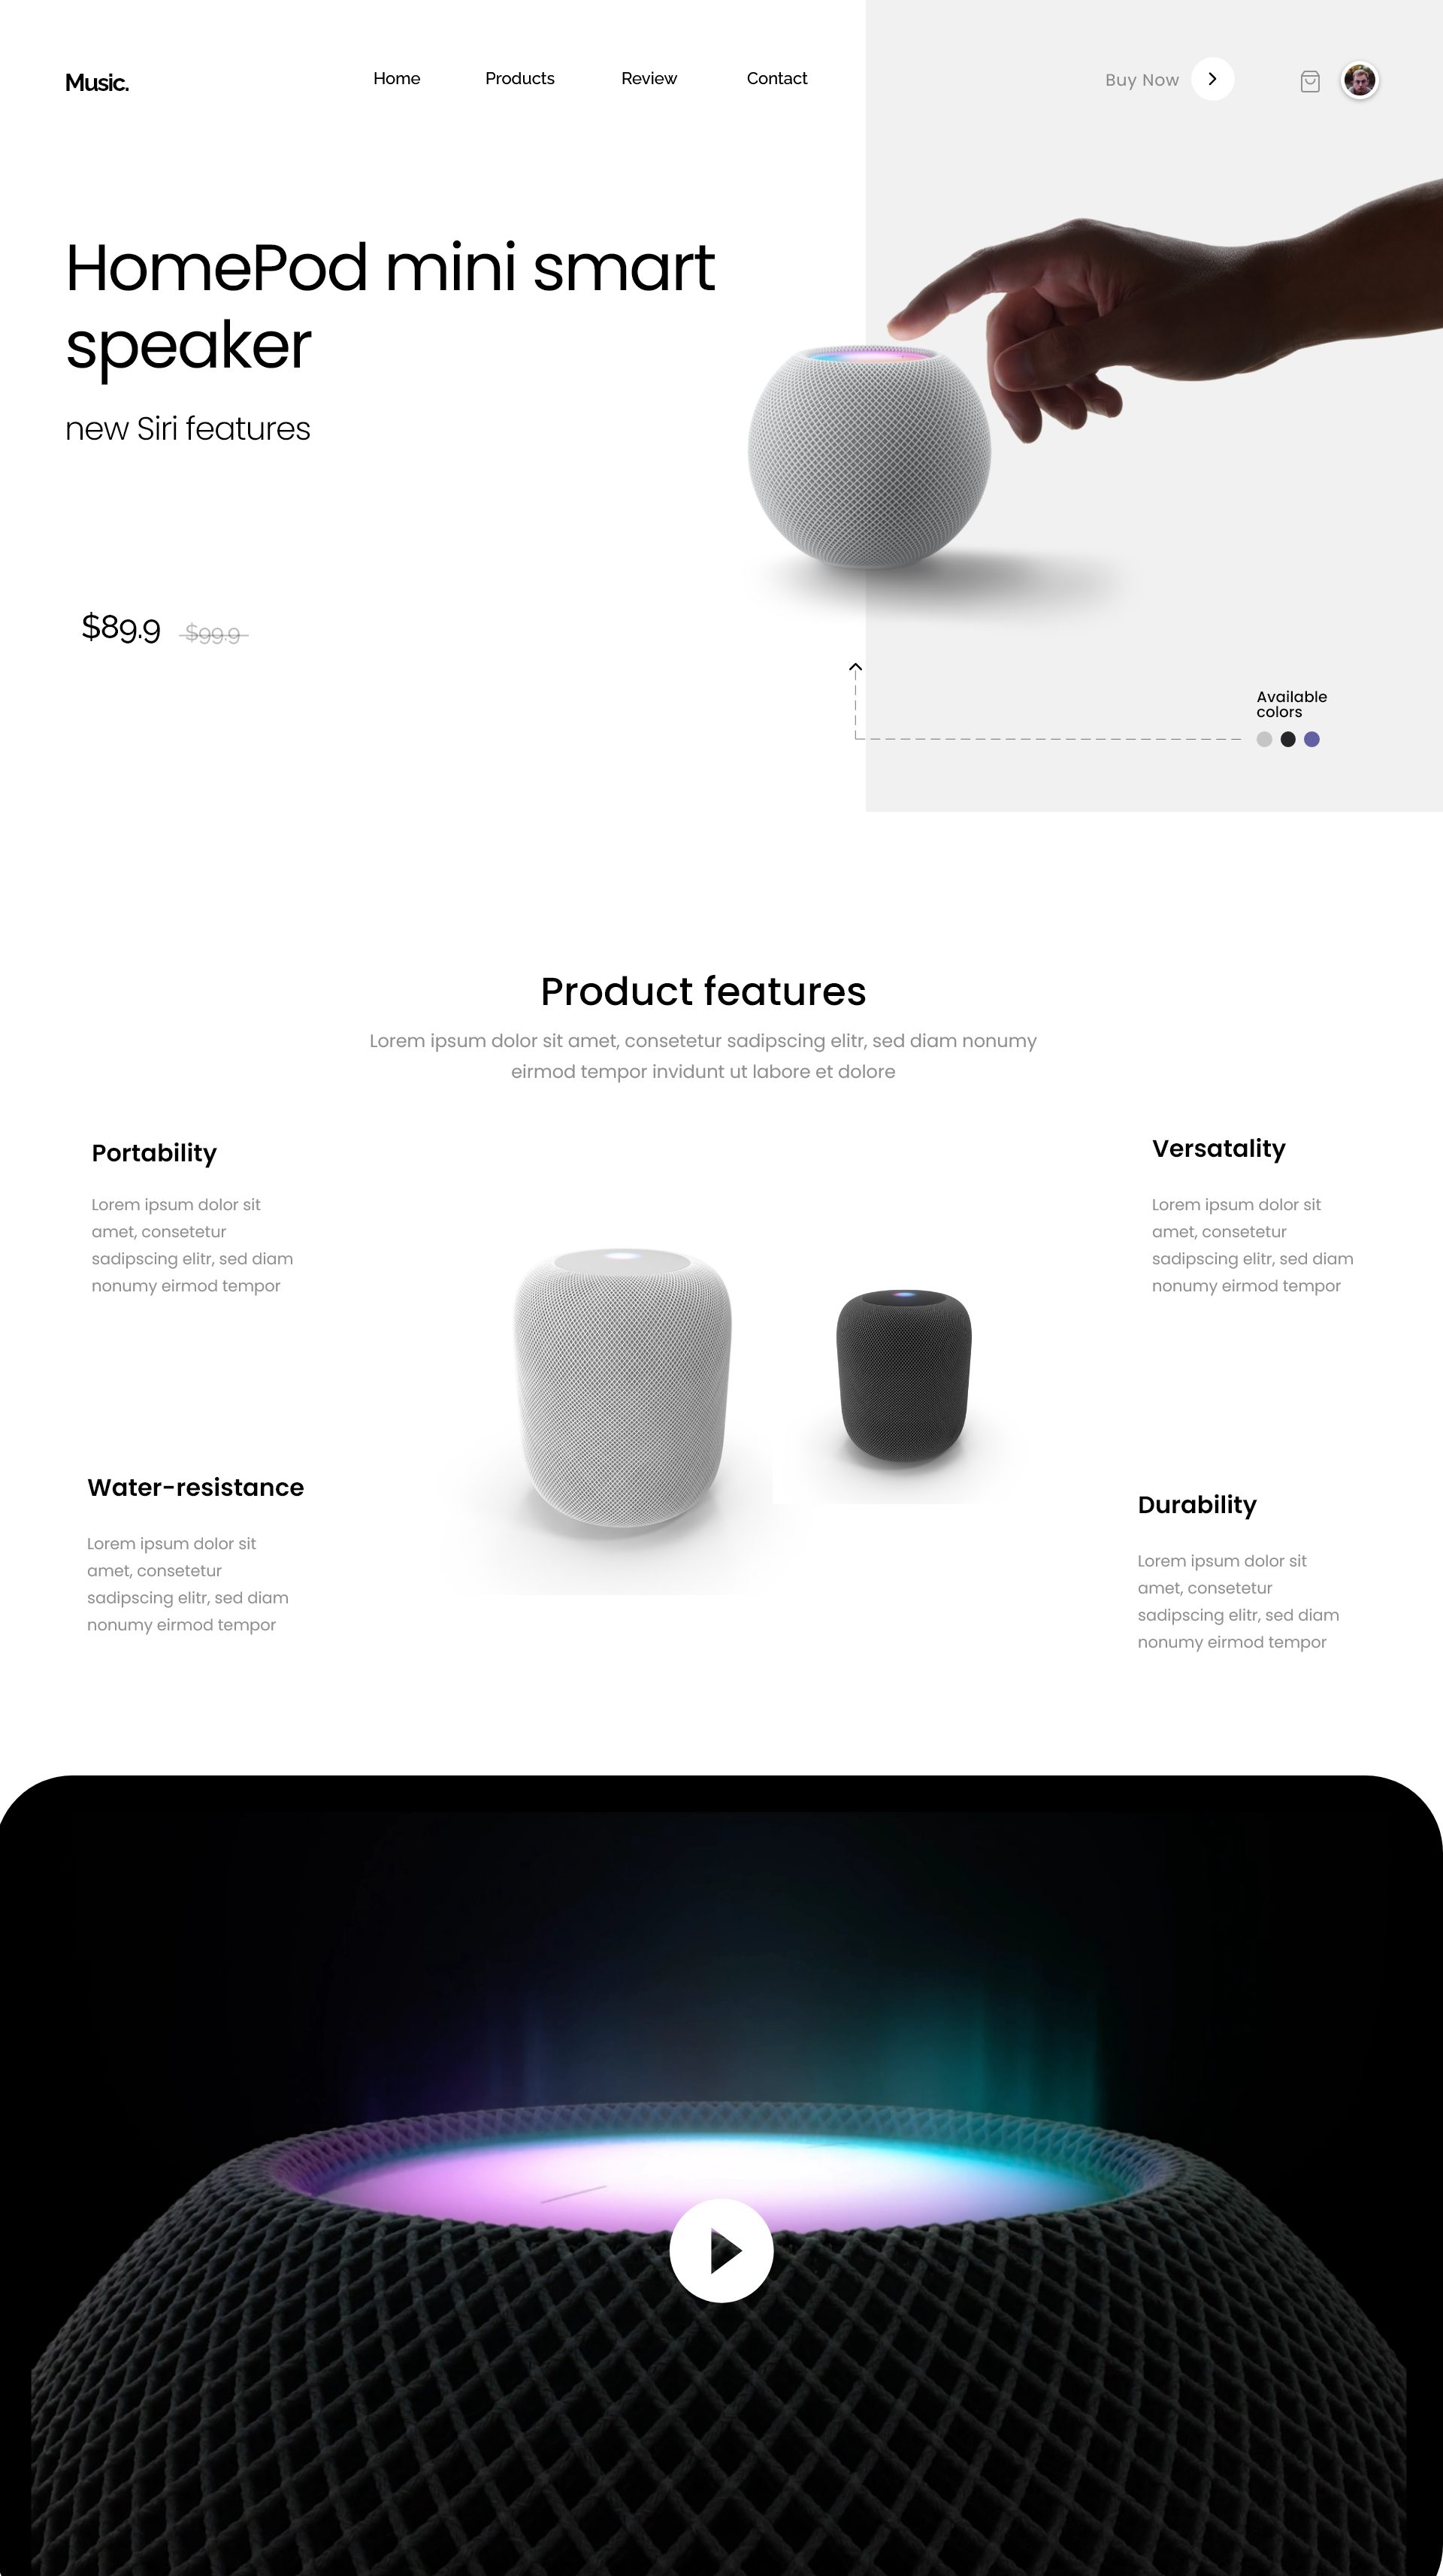 Music.
Home
Products
Review
Contact
Buy Now
HomePod mini smart
speaker
new Siri features
$89.9
$99.9
Available
colors
Product features
Lorem ipsum dolor sit amet, consetetur sadipscing elitr, sed diam nonumy
eirmod tempor invidunt ut labore et dolore
Portability
Lorem ipsum dolor sit
amet, consetetur
sadipscing elitr, sed diam
nonumy eirmod tempor
Versatality
Lorem ipsum dolor sit
amet, consetetur
sadipscing elitr, sed diam
nonumy eirmod tempor
Water-resistance
Lorem ipsum dolor sit
amet, consetetur
sadipscing elitr, sed diam
nonumy eirmod tempor
Durability
Lorem ipsum dolor sit
amet, consetetur
sadipscing elitr, sed diam
nonumy eirmod tempor